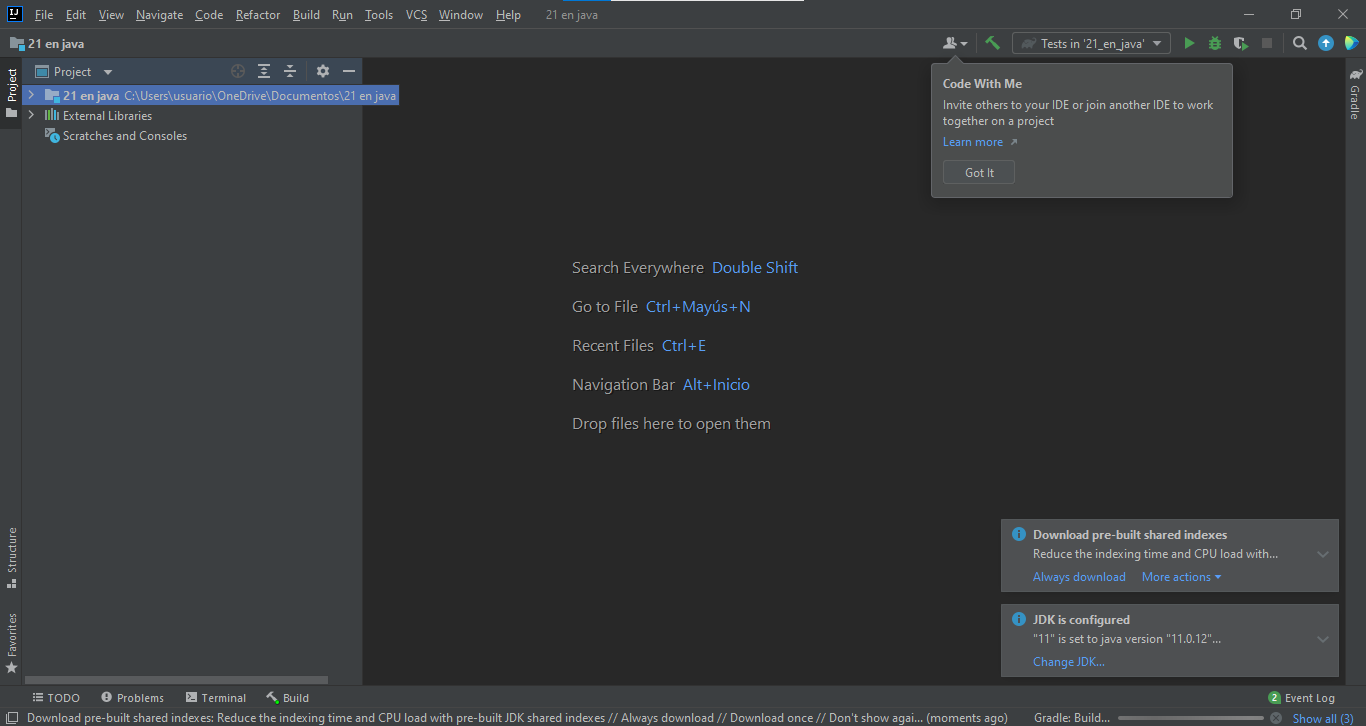 File Edit View Navigate Code Refactor Build Run Tools VCS Window Help 21 en java
21 en java
Tests in '21_en_java'
Project
Project
21 en java C:\Users\usuario\OneDrive\Documentos\21 en java
External Libraries
Scratches and Consoles
Code With Me
Invite others to your IDE or join another IDE to work
together on a project
Learn more
Got It
Gradle
Search Everywhere Double Shift
Go to File Ctrl+Mayús+N
Recent Files Ctrl+E
Navigation Bar Alt+Inicio
Drop files here to open them
Structure
Favorites
Download pre-built shared indexes
Reduce the indexing time and CPU load with...
Always download More actions
JDK is configured
"11" is set to java version "11.0.12"...
Change JDK...
TODO Problems Terminal Build
2 Event Log
Download pre-built shared indexes: Reduce the indexing time and CPU load with pre-built JDK shared indexes // Always download // Download once // Don't show agai... (moments ago) Gradle: Build... Show all (3)